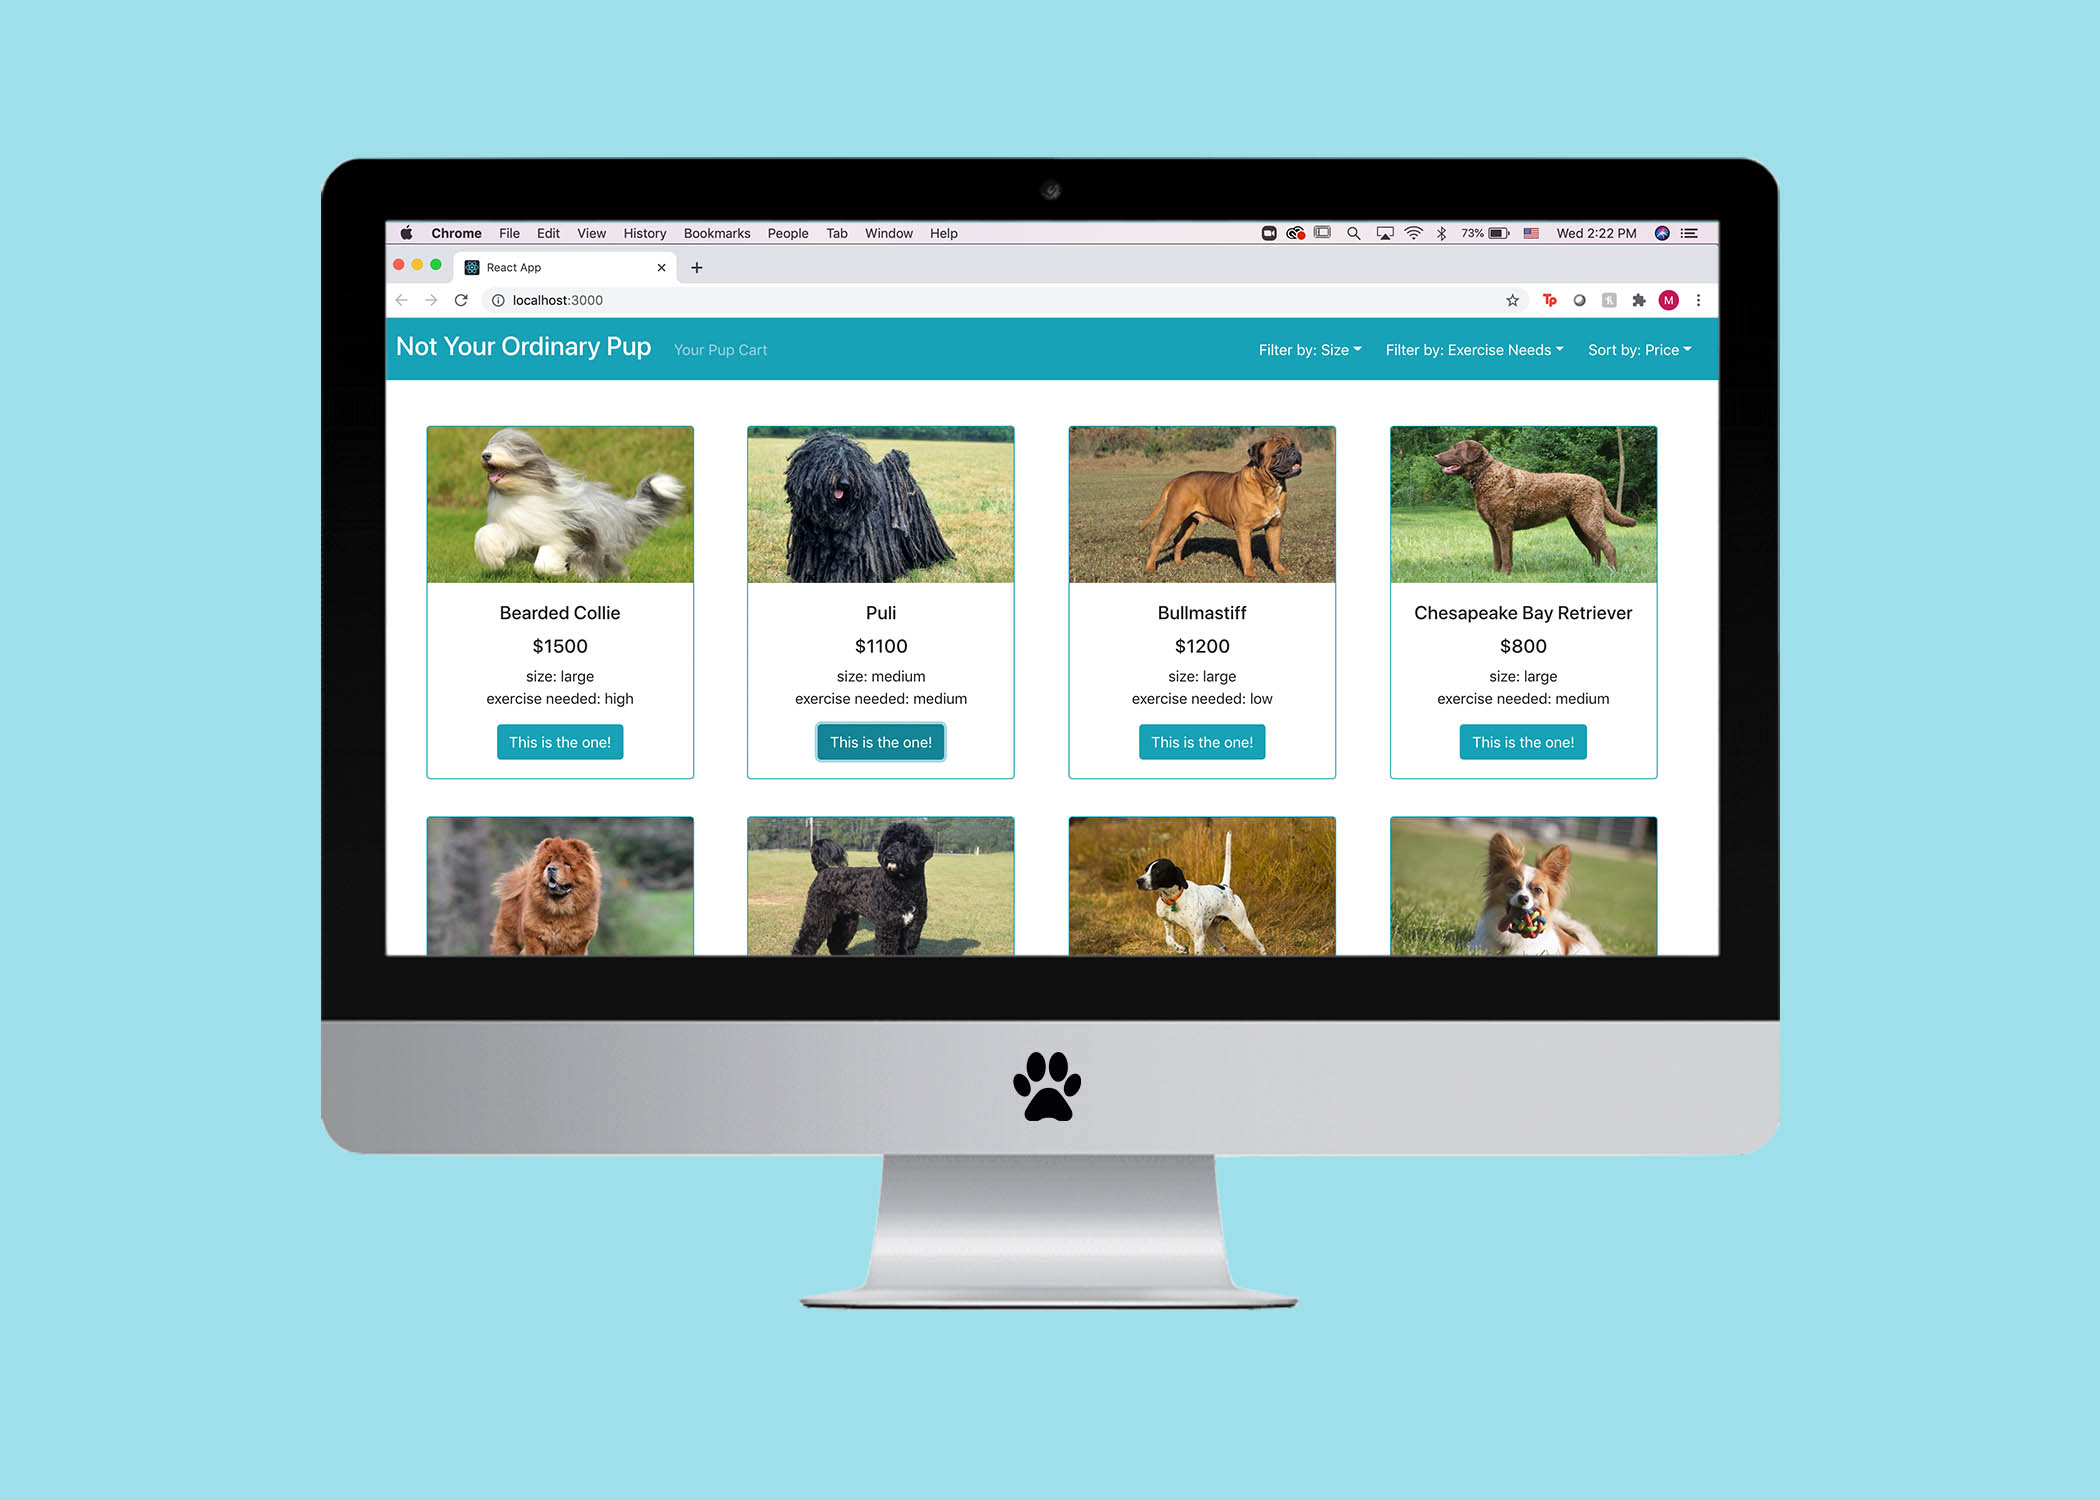 Chrome File Edit View History Bookmarks People Tab Window Help 73% Wed 2:22 PM
React App
localhost:3000
Tp M
Not Your Ordinary Pup Your Pup Cart Filter by: Size Filter by: Exercise Needs Sort by: Price
Bearded Collie
$1500
size: large
exercise needed: high
This is the one!
Puli
$1100
size: medium
exercise needed: medium
This is the one!
Bullmastiff
$1200
size: large
exercise needed: low
This is the one!
Chesapeake Bay Retriever
$800
size: large
exercise needed: medium
This is the one!